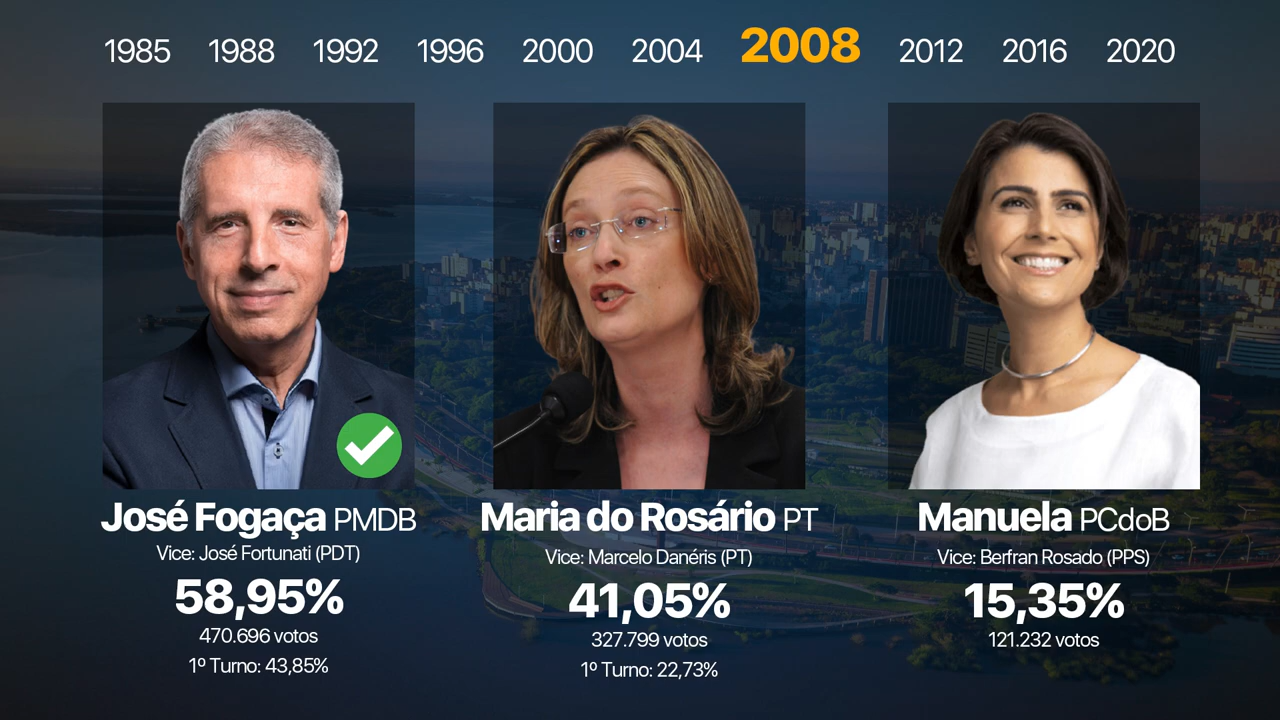 1985 1988 1992 1996 2000 2004 2008 2012 2016 2020
José Fogaça PMDB
Vice: José Fortunati (PDT)
58,95%
470.696 votos
1º Turno: 43,85%
Maria do Rosário PT
Vice: Marcelo Danéris (PT)
41,05%
327.799 votos
1º Turno: 22,73%
Manuela PCdoB
Vice: Berfran Rosado (PPS)
15,35%
121.232 votos